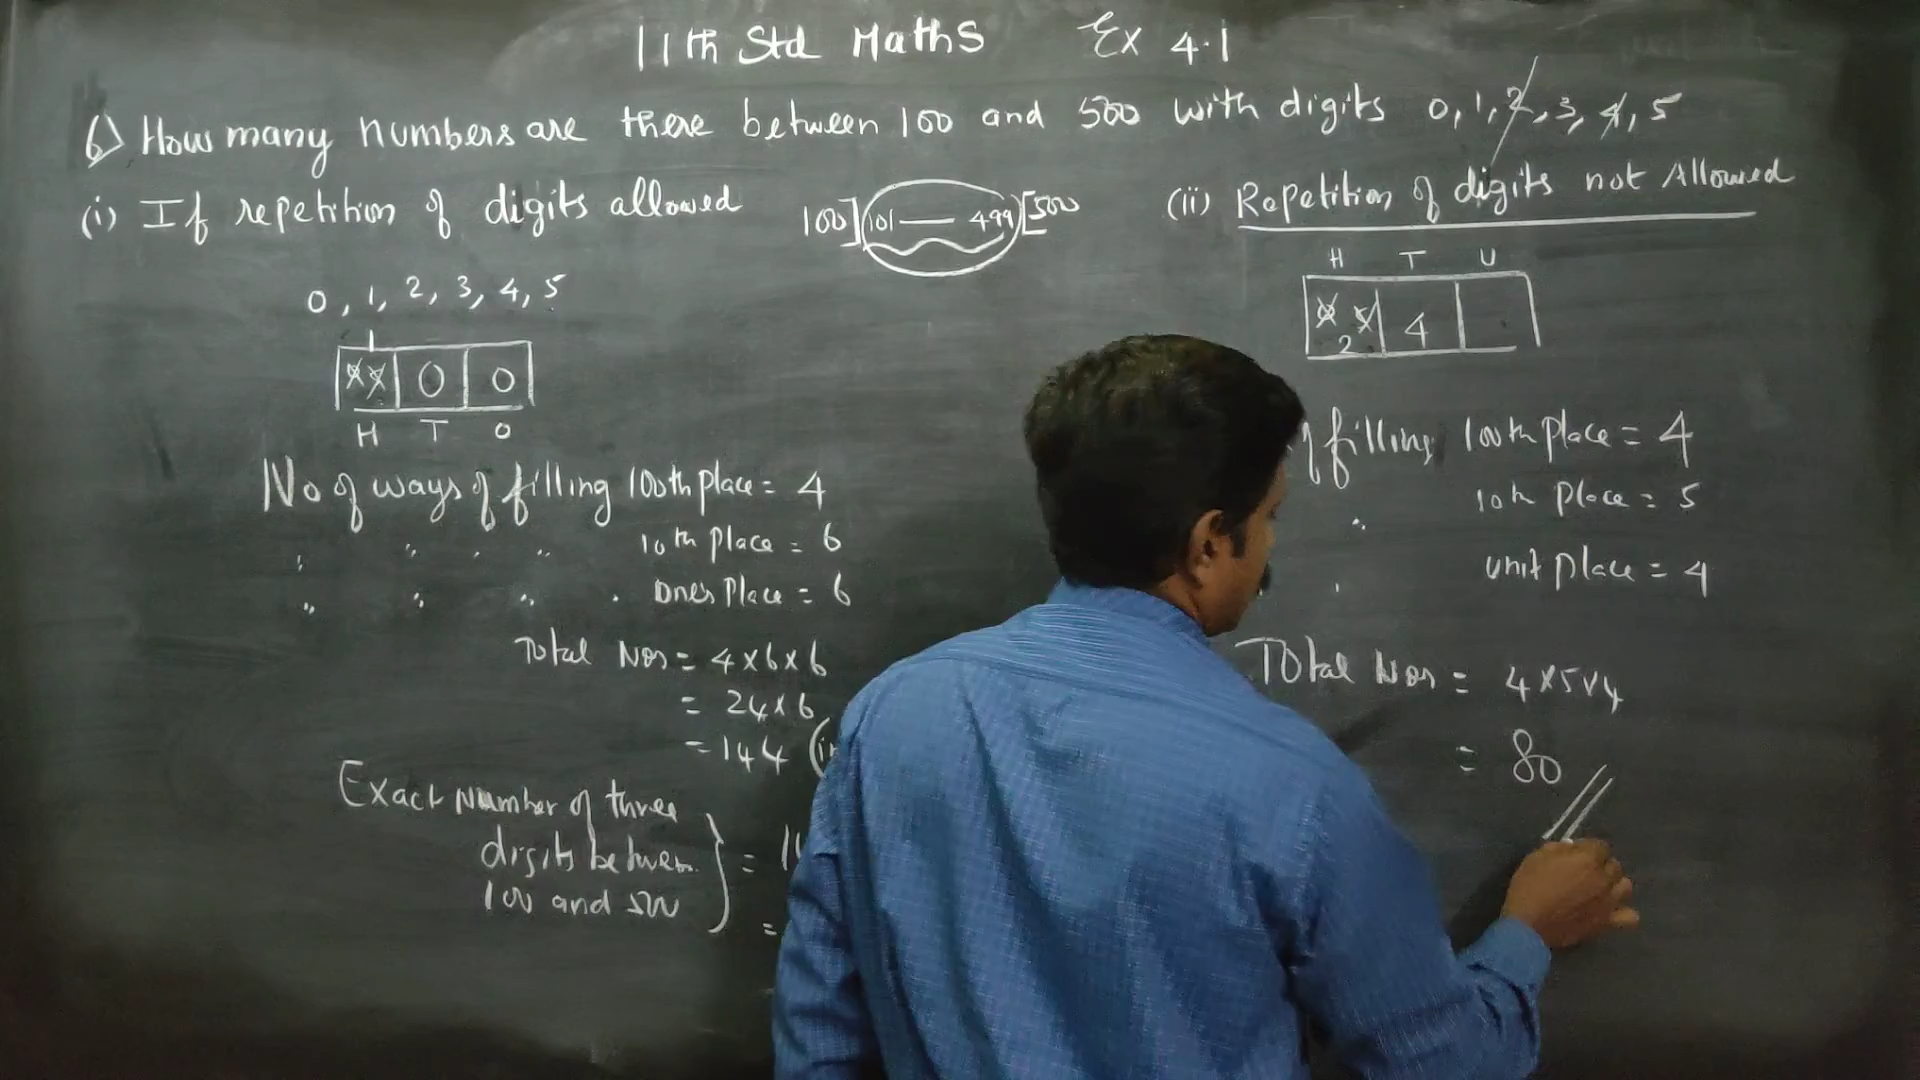 11th Std Maths Ex 4.1
6) How many numbers are there between 100 and 500 with digits 0, 1, 2, 3, 4, 5
(i) If repetition of digits allowed
100](101 — 499)[500
(ii) Repetition of digits not Allowed
0, 1, 2, 3, 4, 5
1
0 0
H T O
No of ways of filling 100th place = 4
" " " " 10th place = 6
" " " " ones place = 6
Total Nos = 4 x 6 x 6
= 24 x 6
= 144 (in
Exact Number of three
digits between
100 and 500
} = 14
=
H T U
2 4
of filling 100th place = 4
" 10th place = 5
" unit place = 4
Total Nos = 4 x 5 x 4
= 80 //